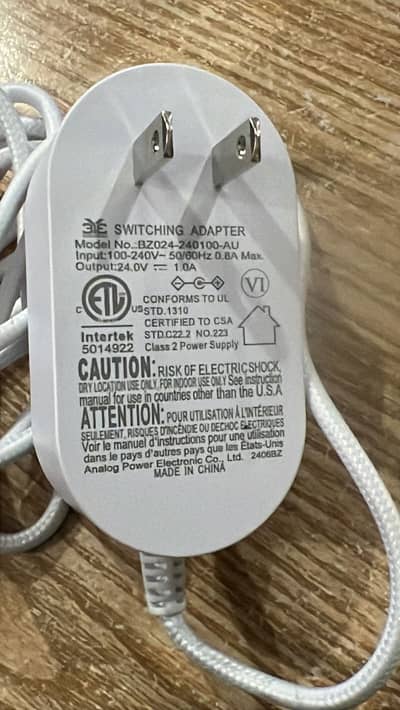 SWITCHING ADAPTER
Model No.:BZ024-240100-AU
Input:100-240V~ 50/60Hz 0.8A Max.
Output:24.0V⎓ 1.0A
VI
ETL
C US
CONFORMS TO UL
STD.1310
CERTIFIED TO CSA
STD.C22.2 NO.223
Intertek
5014922
Class 2 Power Supply
CAUTION: RISK OF ELECTRIC SHOCK,
DRY LOCATION USE ONLY, FOR INDOOR USE ONLY See instruction
manual for use in countries other than the U.S.A
ATTENTION: POUR UTILISATION À L'INTÉRIEUR
SEULEMENT, RISQUES D'INCENDIE OU DECHOC ÉLECTRIQUES
Voir le manuel d'instructions pour une utilisation
dans le pays d'autres pays que les États-Unis
Analog Power Electronic Co., Ltd. 2406BZ
MADE IN CHINA